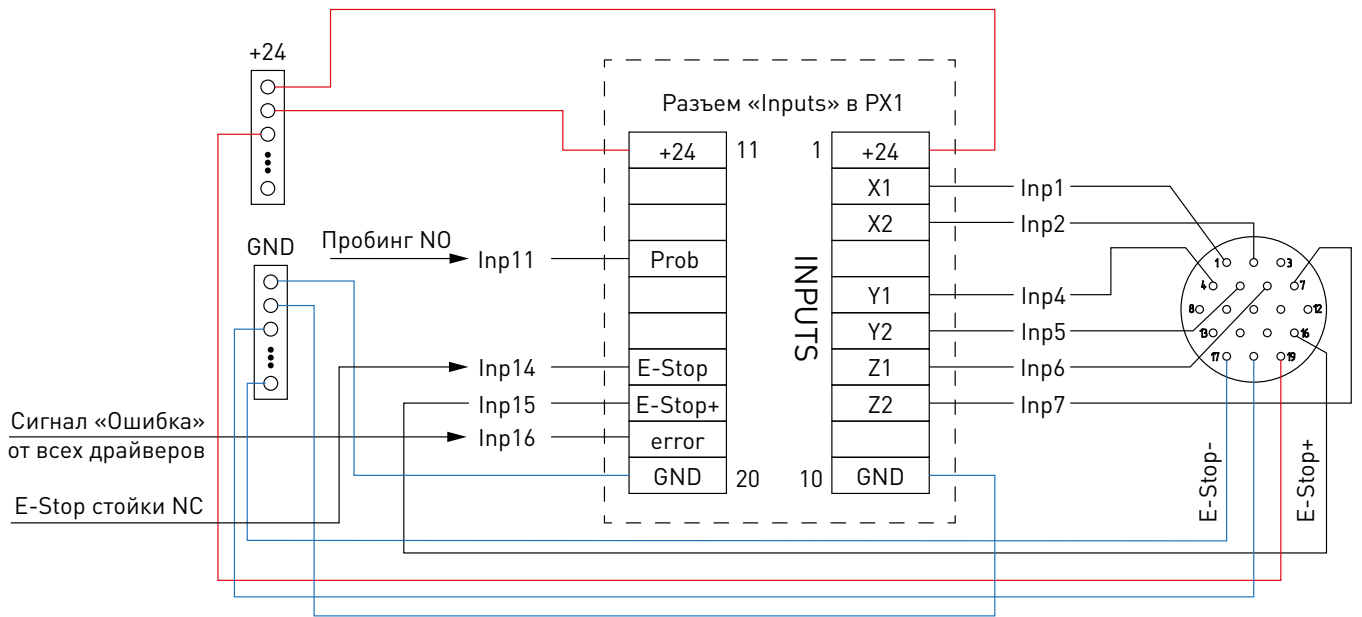 +24
GND
Разъем «Inputs» в PX1
+24
11
Пробинг NO
Inp11
Prob
Inp14
E-Stop
Inp15
E-Stop+
Inp16
error
GND
20
Сигнал «Ошибка»
от всех драйверов
E-Stop стойки NC
1
+24
X1
Inp1
X2
Inp2
INPUTS
Y1
Inp4
Y2
Inp5
Z1
Inp6
Z2
Inp7
10
GND
1
3
4
7
8
12
13
16
17
19
E-Stop-
E-Stop+